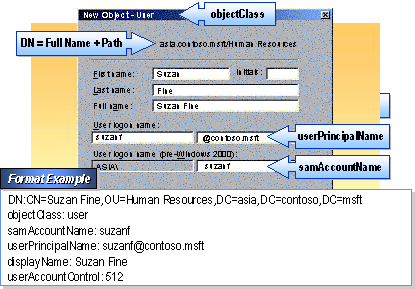 New Object - User
objectClass
DN = Full Name + Path
asia.contoso.msft/Human Resources
First name: Suzan Initials:
Last name: Fine
Full name: Suzan Fine
User logon name:
suzanf @contoso.msft
userPrincipalName
User logon name (pre-Windows 2000):
ASIA\ suzanf
samAccountName
Format Example
DN:CN=Suzan Fine,OU=Human Resources,DC=asia,DC=contoso,DC=msft
objectClass: user
samAccountName: suzanf
userPrincipalName: suzanf@contoso.msft
displayName: Suzan Fine
userAccountControl: 512